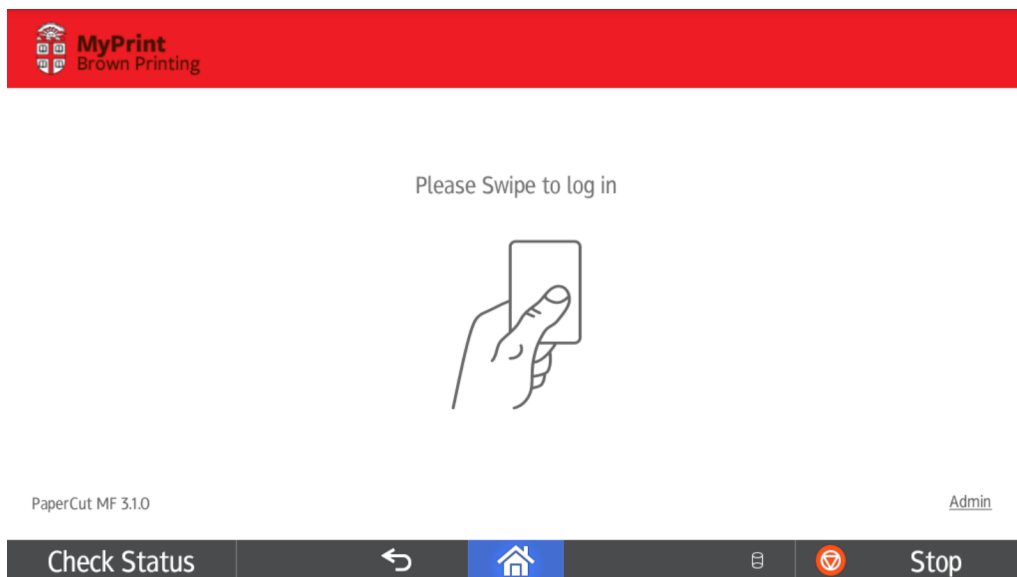 MyPrint
Brown Printing
Please Swipe to log in
PaperCut MF 3.1.0
Admin
Check Status
Stop